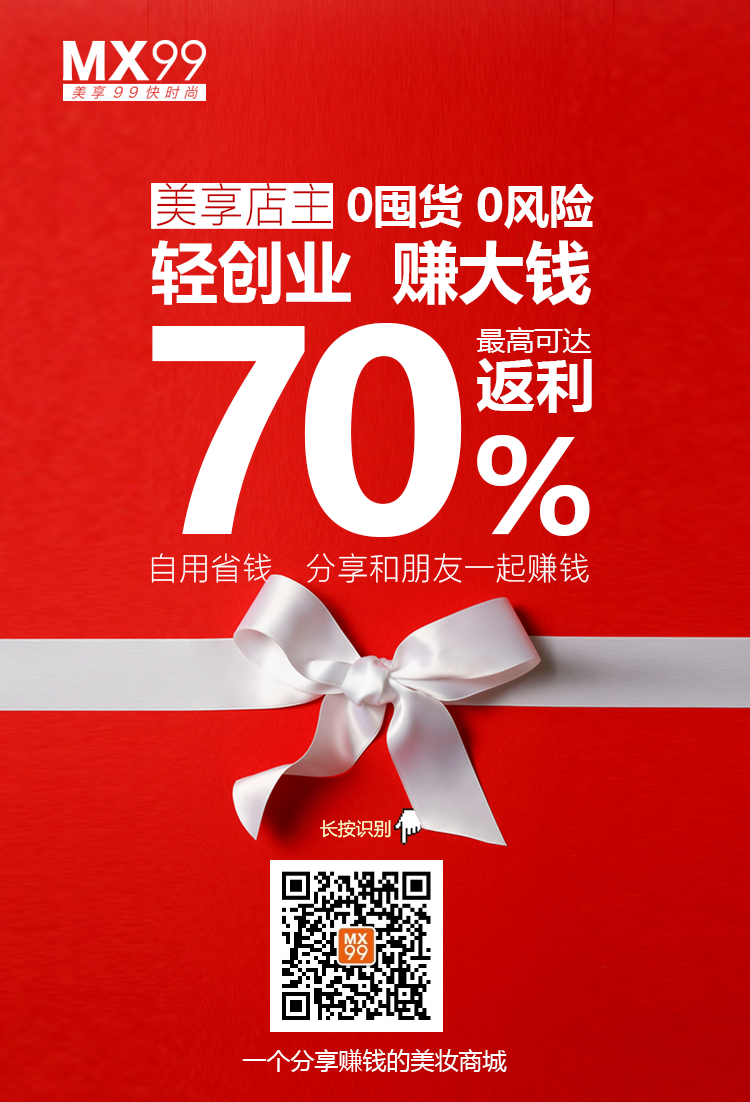 MX99
美享99快时尚
美享店主 0囤货 0风险
轻创业 赚大钱
70%
最高可达
返利
自用省钱 分享和朋友一起赚钱
长按识别
MX
99
一个分享赚钱的美妆商城